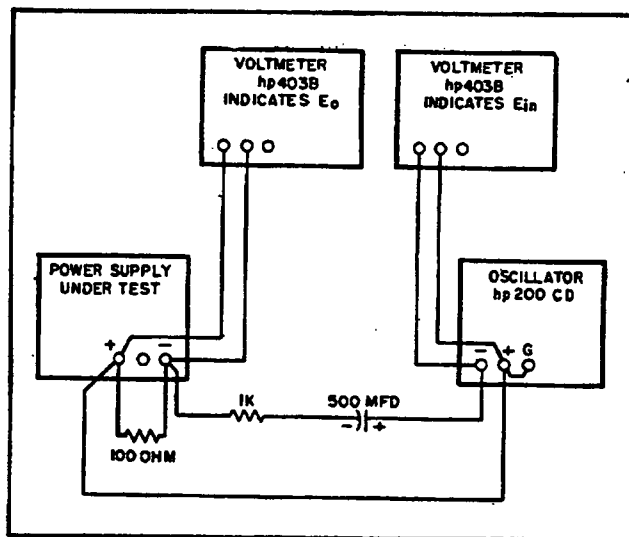 VOLTMETER
hp403B
INDICATES Eo
VOLTMETER
hp403B
INDICATES Ein
POWER SUPPLY
UNDER TEST
+ -
OSCILLATOR
hp 200 CD
- + G
1K
500 MFD
- +
100 OHM